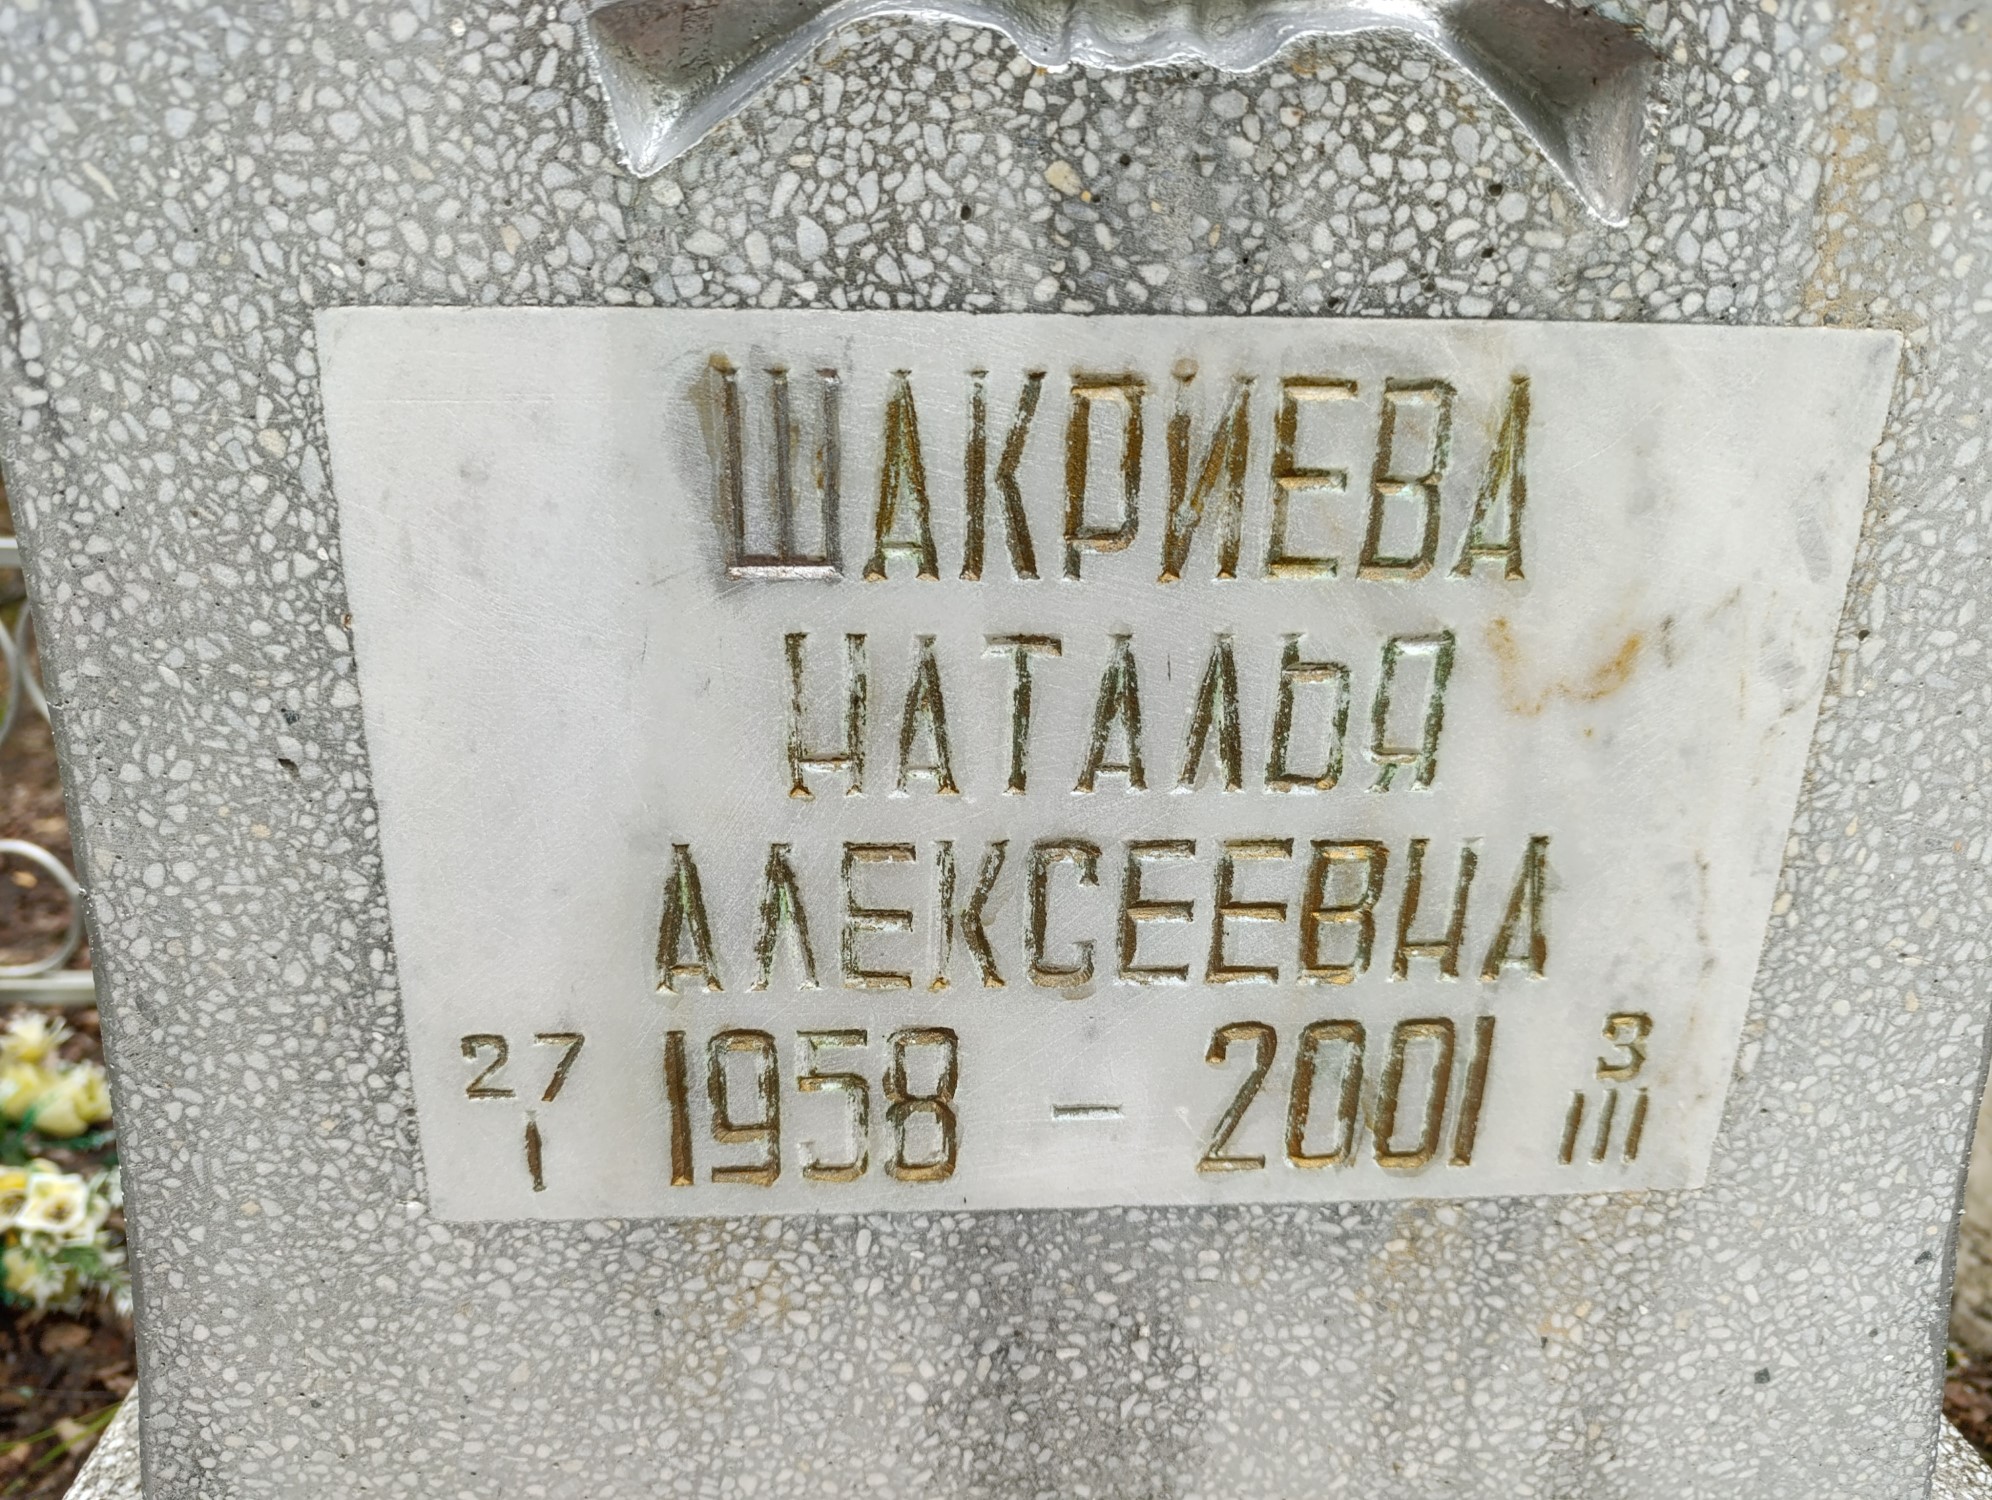 ШАКРИЕВА
НАТАЛЬЯ
АЛЕКСЕЕВНА
27 1958 - 2001 3
I III